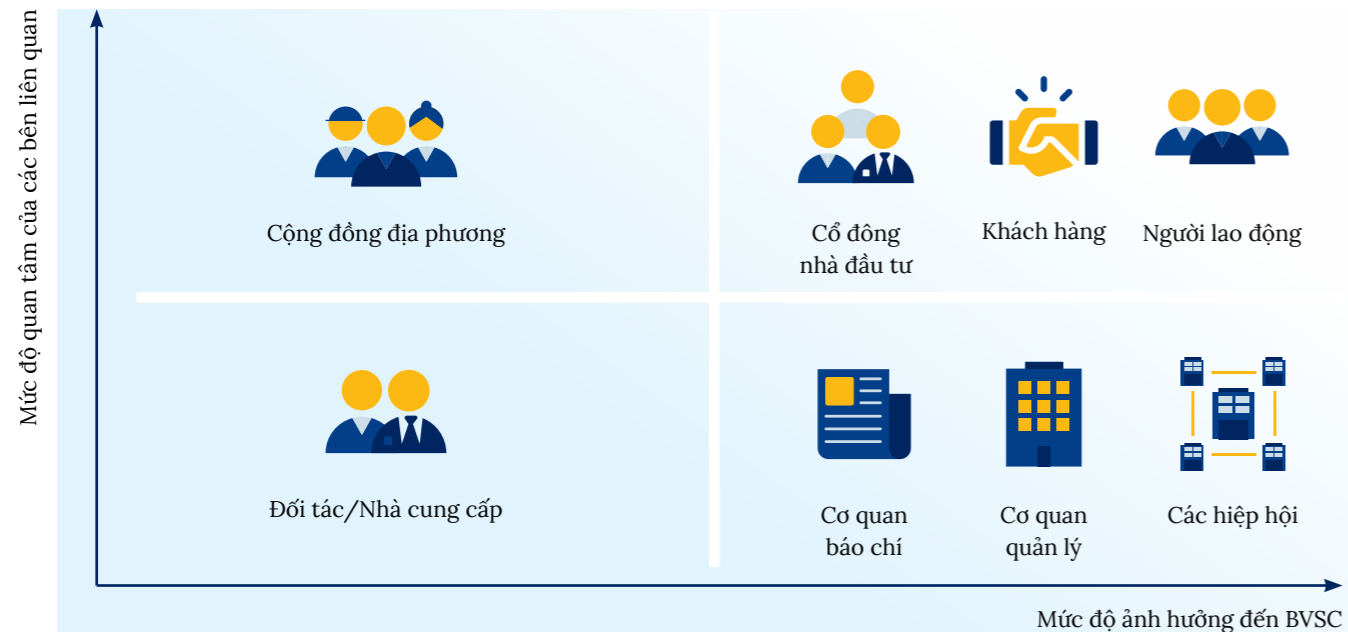 Mức độ quan tâm của các bên liên quan
Cộng đồng địa phương
Cổ đông
nhà đầu tư
Khách hàng
Người lao động
Đối tác/Nhà cung cấp
Cơ quan
báo chí
Cơ quan
quản lý
Các hiệp hội
Mức độ ảnh hưởng đến BVSC